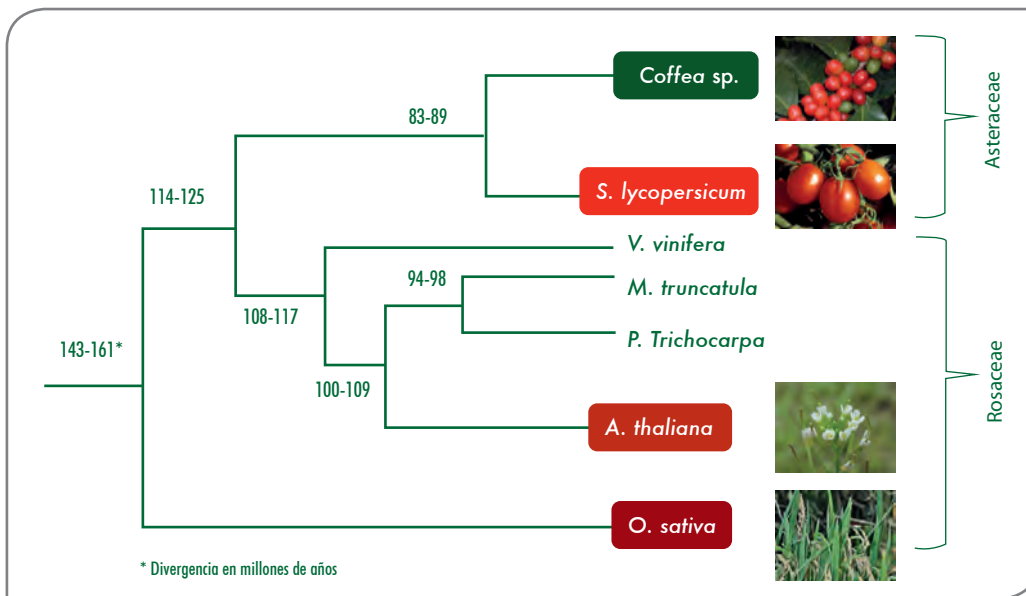 Coffea sp.
83-89
Asteraceae
114-125
S. lycopersicum
V. vinifera
94-98
M. truncatula
108-117
P. Trichocarpa
143-161*
100-109
Rosaceae
A. thaliana
O. sativa
* Divergencia en millones de años